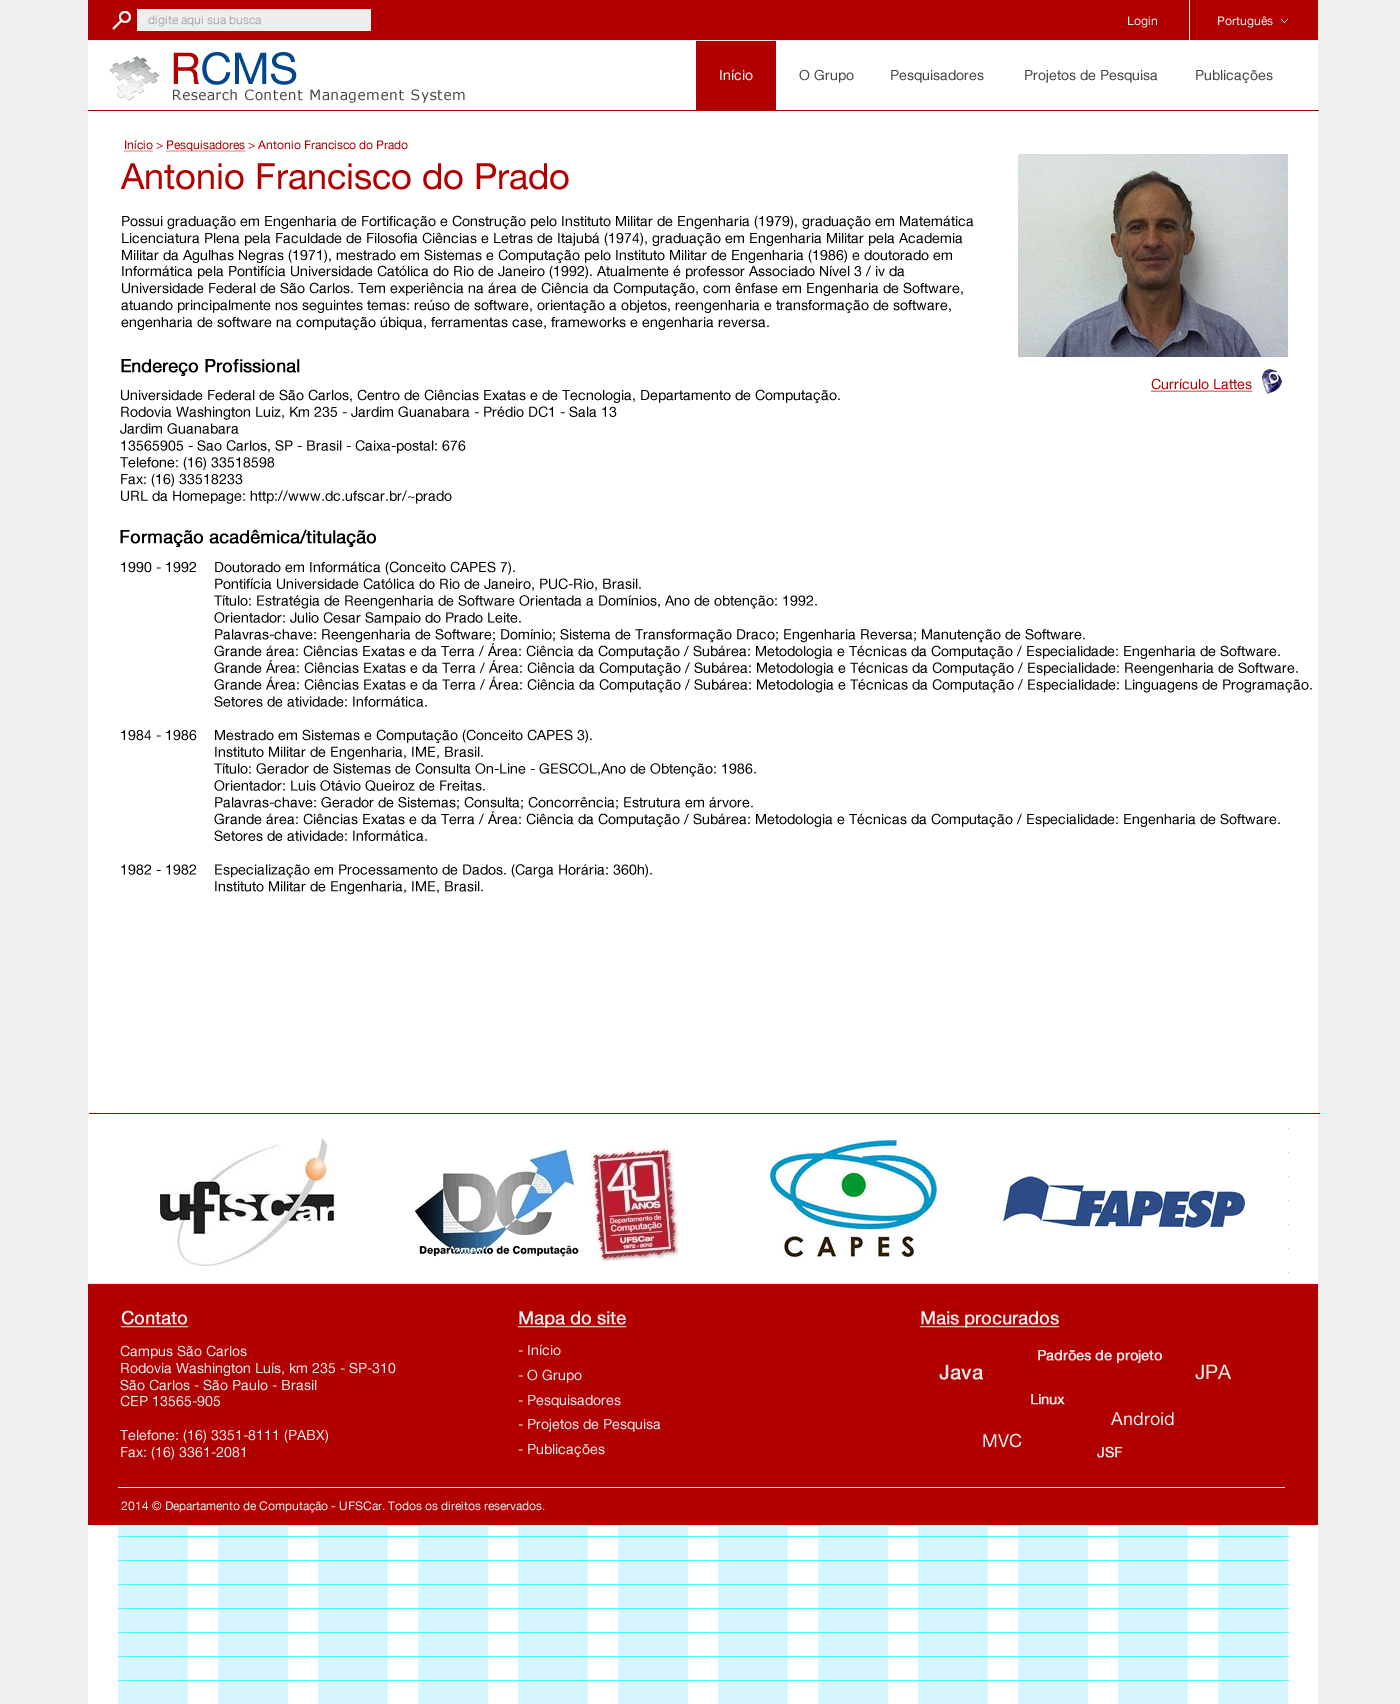 digite aqui sua busca
Login
Português
RCMS
Research Content Management System
Início
O Grupo
Pesquisadores
Projetos de Pesquisa
Publicações
Início > Pesquisadores > Antonio Francisco do Prado
Antonio Francisco do Prado
Possui graduação em Engenharia de Fortificação e Construção pelo Instituto Militar de Engenharia (1979), graduação em Matemática
Licenciatura Plena pela Faculdade de Filosofia Ciências e Letras de Itajubá (1974), graduação em Engenharia Militar pela Academia
Militar da Agulhas Negras (1971), mestrado em Sistemas e Computação pelo Instituto Militar de Engenharia (1986) e doutorado em
Informática pela Pontifícia Universidade Católica do Rio de Janeiro (1992). Atualmente é professor Associado Nível 3 / iv da
Universidade Federal de São Carlos. Tem experiência na área de Ciência da Computação, com ênfase em Engenharia de Software,
atuando principalmente nos seguintes temas: reúso de software, orientação a objetos, reengenharia e transformação de software,
engenharia de software na computação úbiqua, ferramentas case, frameworks e engenharia reversa.
Currículo Lattes
Endereço Profissional
Universidade Federal de São Carlos, Centro de Ciências Exatas e de Tecnologia, Departamento de Computação.
Rodovia Washington Luiz, Km 235 - Jardim Guanabara - Prédio DC1 - Sala 13
Jardim Guanabara
13565905 - Sao Carlos, SP - Brasil - Caixa-postal: 676
Telefone: (16) 33518598
Fax: (16) 33518233
URL da Homepage: http://www.dc.ufscar.br/~prado
Formação acadêmica/titulação
1990 - 1992 Doutorado em Informática (Conceito CAPES 7).
Pontifícia Universidade Católica do Rio de Janeiro, PUC-Rio, Brasil.
Título: Estratégia de Reengenharia de Software Orientada a Domínios, Ano de obtenção: 1992.
Orientador: Julio Cesar Sampaio do Prado Leite.
Palavras-chave: Reengenharia de Software; Domínio; Sistema de Transformação Draco; Engenharia Reversa; Manutenção de Software.
Grande área: Ciências Exatas e da Terra / Área: Ciência da Computação / Subárea: Metodologia e Técnicas da Computação / Especialidade: Engenharia de Software.
Grande Área: Ciências Exatas e da Terra / Área: Ciência da Computação / Subárea: Metodologia e Técnicas da Computação / Especialidade: Reengenharia de Software.
Grande Área: Ciências Exatas e da Terra / Área: Ciência da Computação / Subárea: Metodologia e Técnicas da Computação / Especialidade: Linguagens de Programação.
Setores de atividade: Informática.
1984 - 1986 Mestrado em Sistemas e Computação (Conceito CAPES 3).
Instituto Militar de Engenharia, IME, Brasil.
Título: Gerador de Sistemas de Consulta On-Line - GESCOL,Ano de Obtenção: 1986.
Orientador: Luis Otávio Queiroz de Freitas.
Palavras-chave: Gerador de Sistemas; Consulta; Concorrência; Estrutura em árvore.
Grande área: Ciências Exatas e da Terra / Área: Ciência da Computação / Subárea: Metodologia e Técnicas da Computação / Especialidade: Engenharia de Software.
Setores de atividade: Informática.
1982 - 1982 Especialização em Processamento de Dados. (Carga Horária: 360h).
Instituto Militar de Engenharia, IME, Brasil.
ufscar
DC
Departamento de Computação
40
ANOS
Departamento de
Computação
UFSCar
1972 - 2012
CAPES
FAPESP
Contato
Campus São Carlos
Rodovia Washington Luís, km 235 - SP-310
São Carlos - São Paulo - Brasil
CEP 13565-905
Telefone: (16) 3351-8111 (PABX)
Fax: (16) 3361-2081
Mapa do site
- Início
- O Grupo
- Pesquisadores
- Projetos de Pesquisa
- Publicações
Mais procurados
Padrões de projeto
Java
JPA
Linux
Android
MVC
JSF
2014 © Departamento de Computação - UFSCar. Todos os direitos reservados.